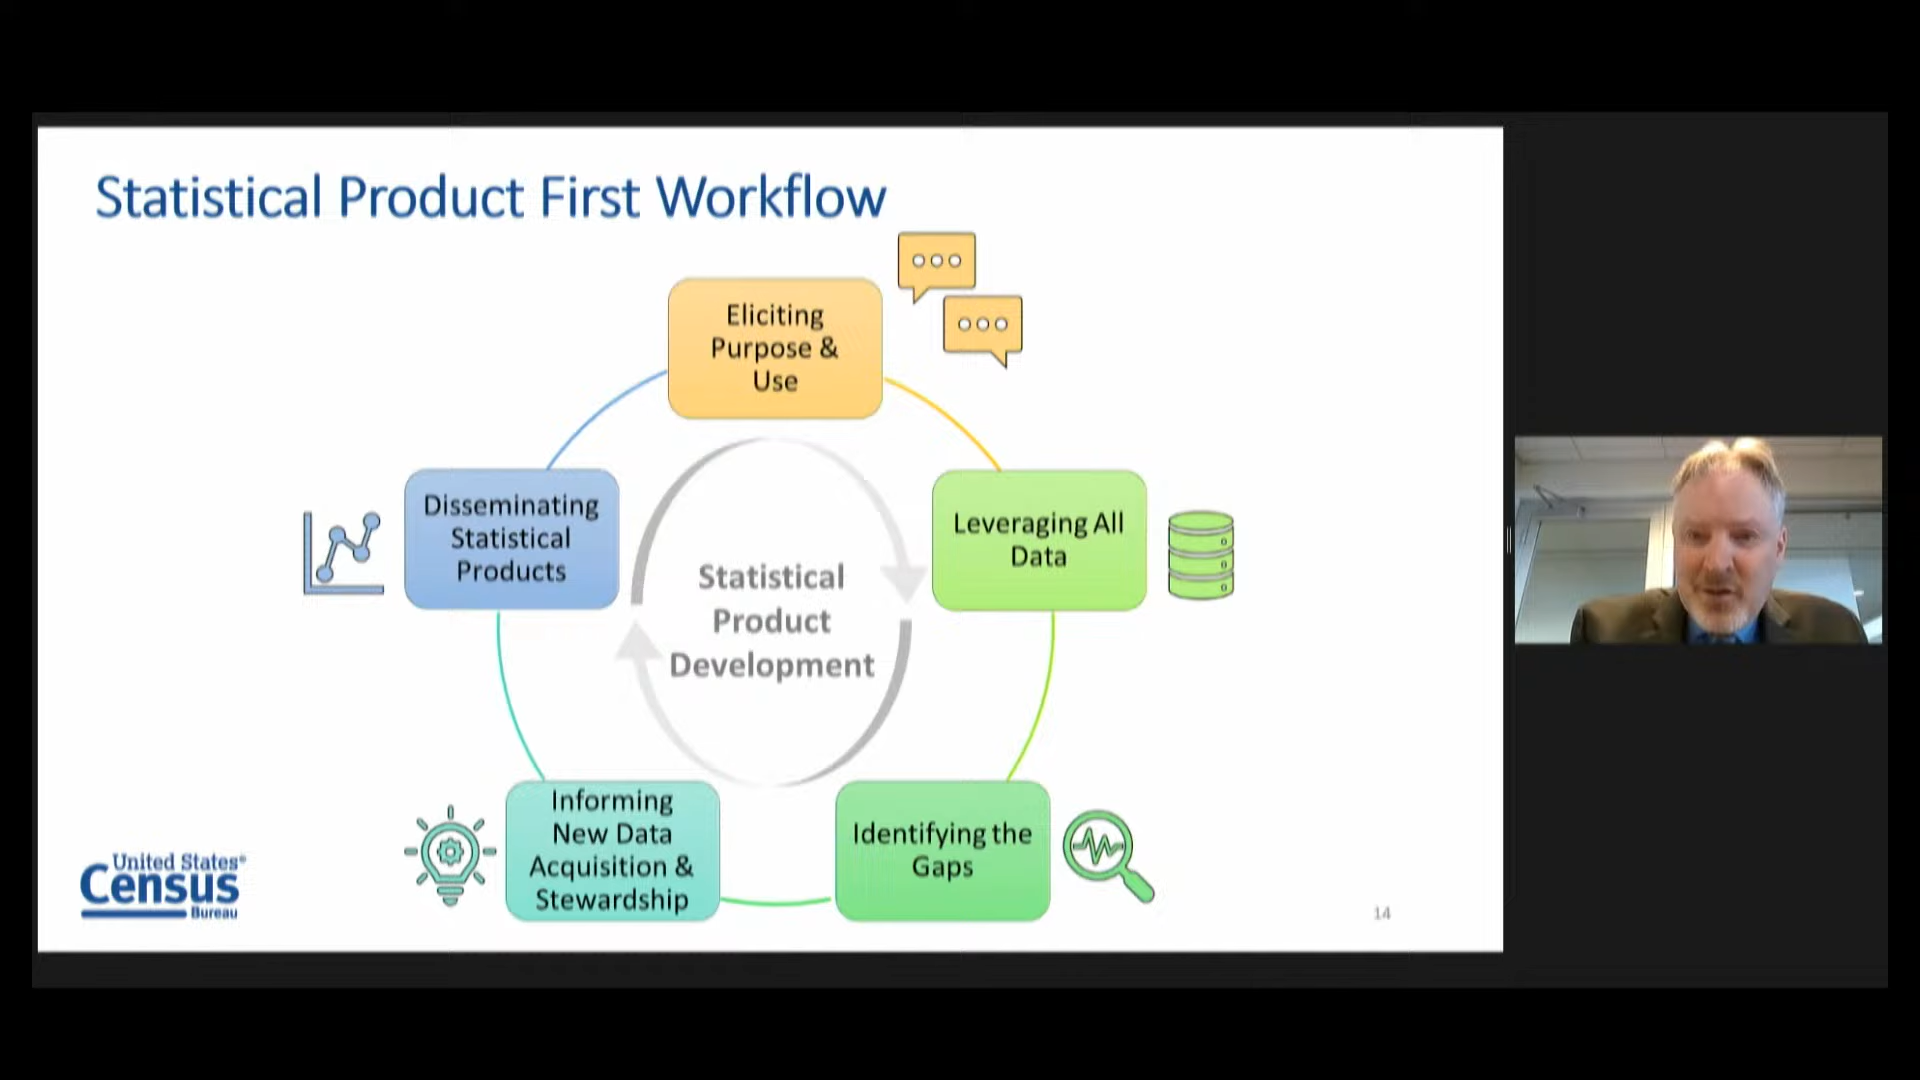 Statistical Product First Workflow
Eliciting
Purpose &
Use
Leveraging All
Data
Identifying the
Gaps
Informing
New Data
Acquisition &
Stewardship
Disseminating
Statistical
Products
Statistical
Product
Development
United States®
Census
Bureau
14